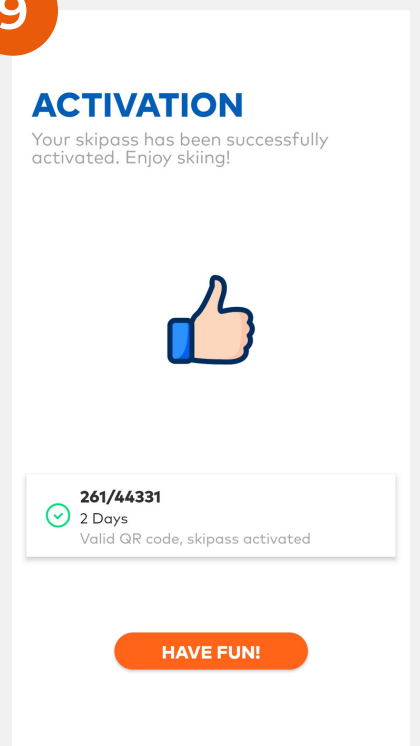 9
ACTIVATION
Your skipass has been successfully
activated. Enjoy skiing!
261/44331
2 Days
Valid QR code, skipass activated
HAVE FUN!